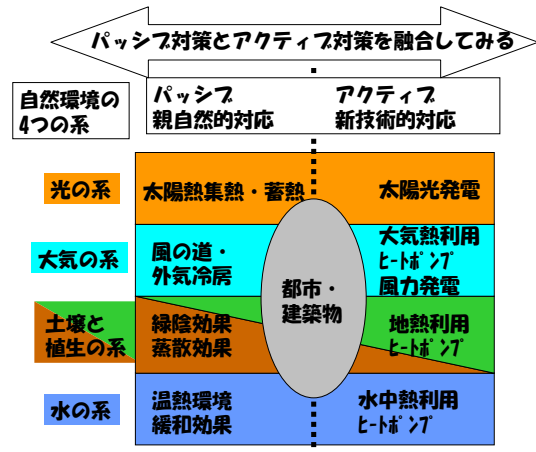 パッシブ対策とアクティブ対策を融合してみる
自然環境の
4つの系
パッシブ
親自然的対応
アクティブ
新技術的対応
光の系
太陽熱集熱・蓄熱
太陽光発電
大気の系
風の道・
外気冷房
大気熱利用
ﾋｰﾄﾎﾟﾝﾌﾟ
風力発電
都市・
建築物
土壌と
植生の系
緑陰効果
蒸散効果
地熱利用
ﾋｰﾄﾎﾟﾝﾌﾟ
水の系
温熱環境
緩和効果
水中熱利用
ﾋｰﾄﾎﾟﾝﾌﾟ